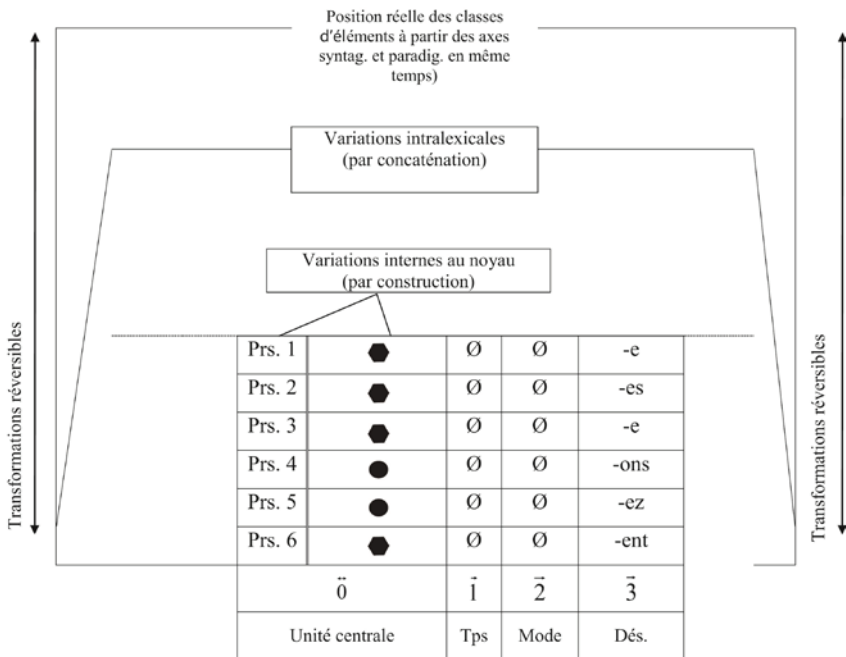 Position réelle des classes
d'éléments à partir des axes
syntag. et paradig. en même
temps)
Variations intralexicales
(par concaténation)
Variations internes au noyau
(par construction)
Transformations réversibles
Transformations réversibles
Prs. 1 Ø Ø -e
Prs. 2 Ø Ø -es
Prs. 3 Ø Ø -e
Prs. 4 Ø Ø -ons
Prs. 5 Ø Ø -ez
Prs. 6 Ø Ø -ent
0 1 2 3
Unité centrale Tps Mode Dés.